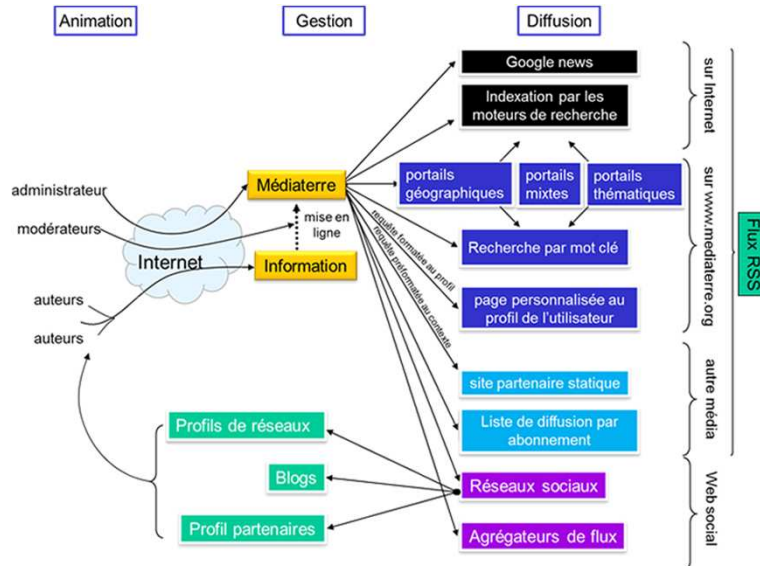 Animation
Gestion
Diffusion
Google news
Indexation par les
moteurs de recherche
sur Internet
administrateur
modérateurs
Internet
auteurs
auteurs
Médiaterre
mise en
ligne
Information
portails
géographiques
portails
mixtes
portails
thématiques
Recherche par mot clé
page personnalisée au
profil de l'utilisateur
sur www.mediaterre.org
requête formatée au profil
requête préformatée au contexte
site partenaire statique
Liste de diffusion par
abonnement
autre média
Flux RSS
Profils de réseaux
Blogs
Profil partenaires
Réseaux sociaux
Agrégateurs de flux
Web social